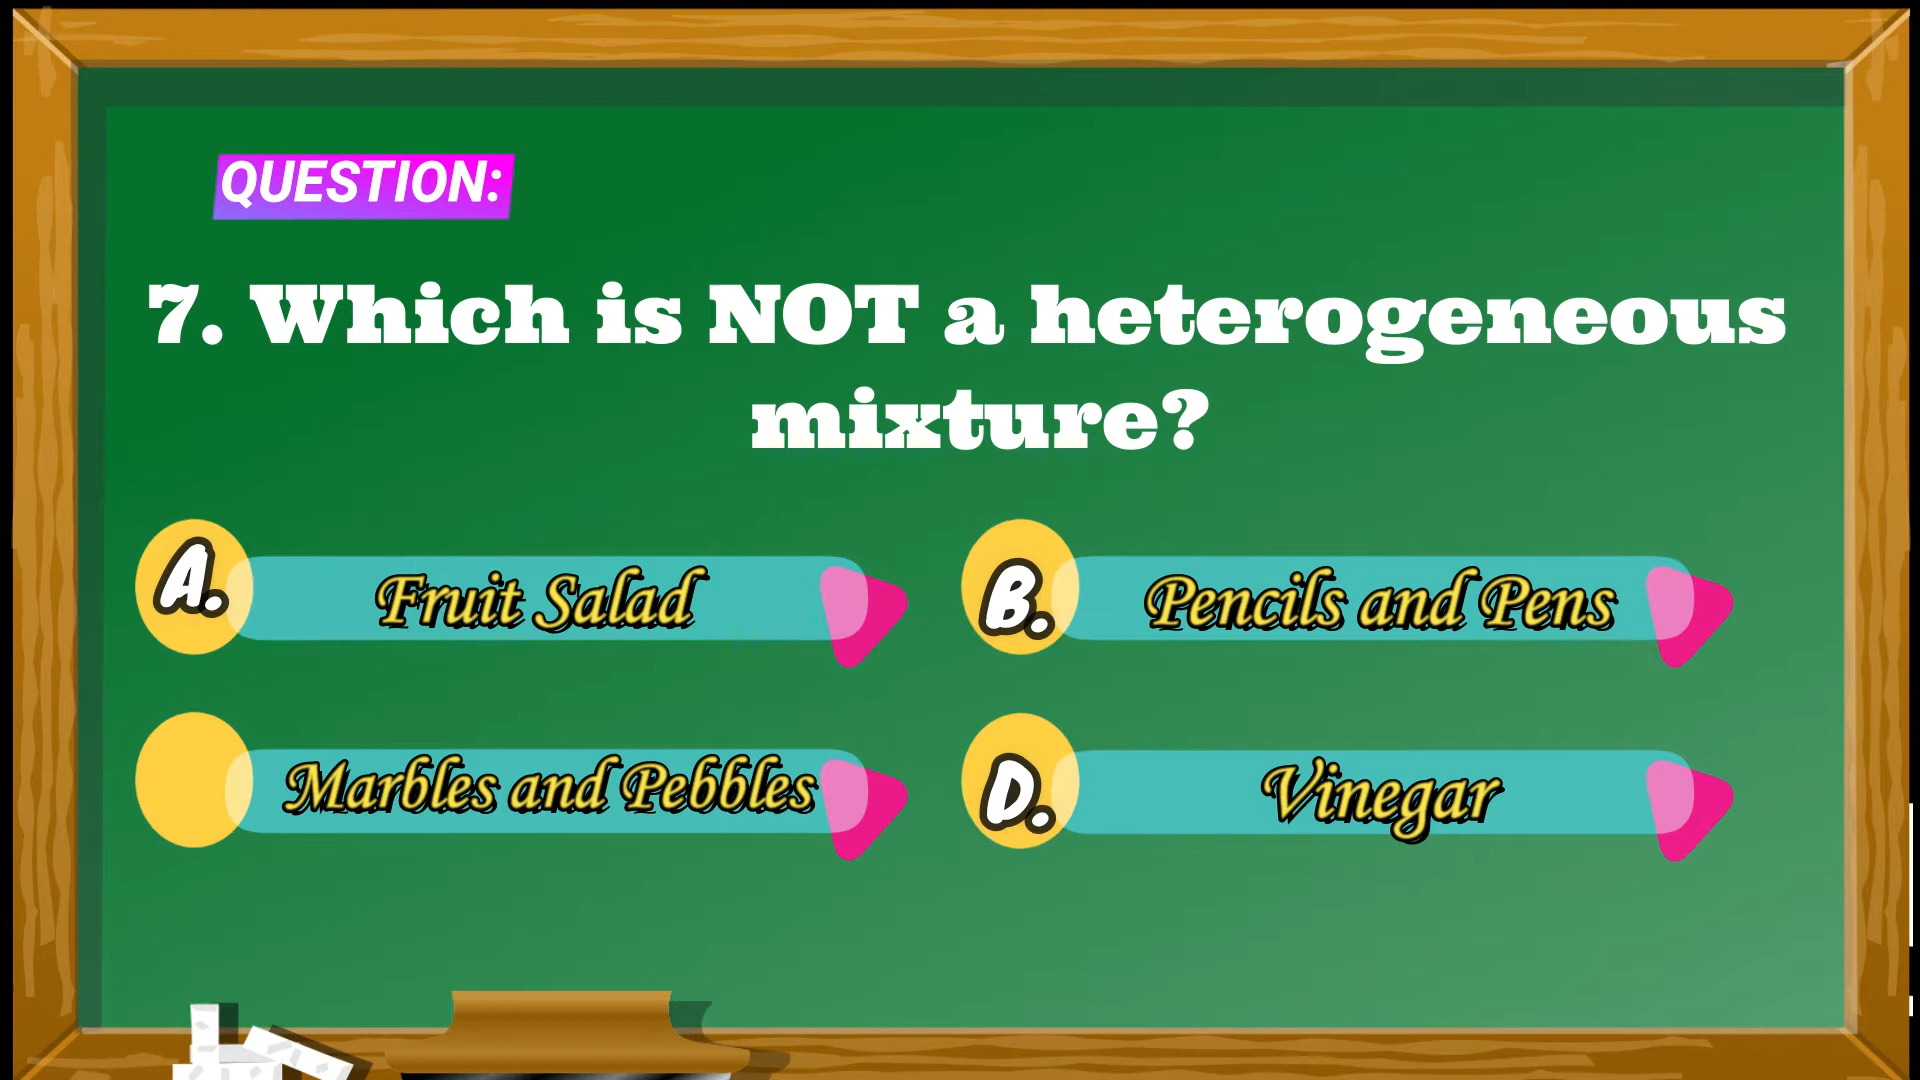 QUESTION:
7. Which is NOT a heterogeneous
mixture?
A. Fruit Salad
B. Pencils and Pens
Marbles and Pebbles
D. Vinegar